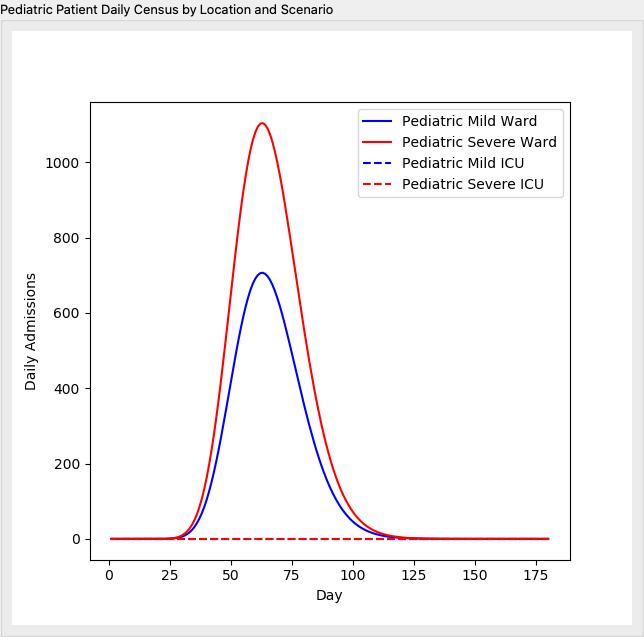 Pediatric Patient Daily Census by Location and Scenario
Pediatric Mild Ward
Pediatric Severe Ward
Pediatric Mild ICU
Pediatric Severe ICU
1000
800
600
400
200
0
Daily Admissions
0 25 50 75 100 125 150 175
Day